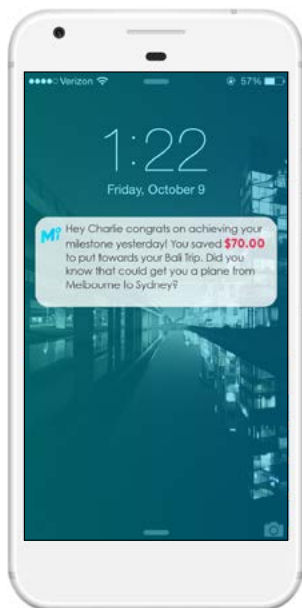 Verizon 57%
1:22
Friday, October 9
Mi Hey Charlie congrats on achieving your
milestone yesterday! You saved $70.00
to put towards your Bali Trip. Did you
know that could get you a plane from
Melbourne to Sydney?